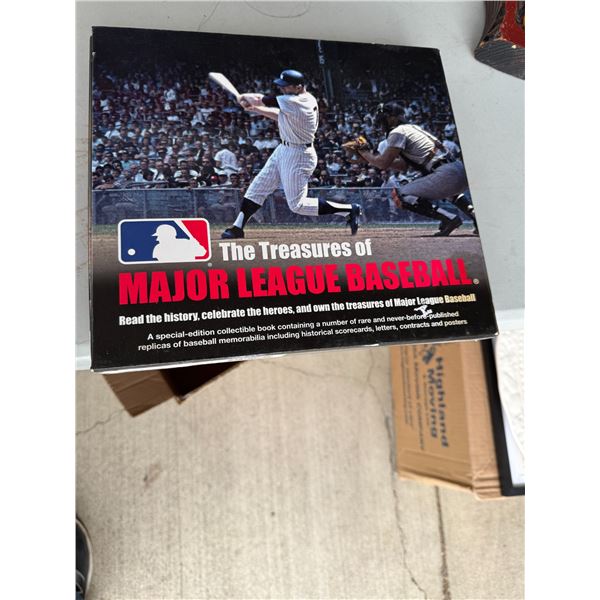 The Treasures of
MAJOR LEAGUE BASEBALL®
Read the history, celebrate the heroes, and own the treasures of Major League Baseball
A special-edition collectible book containing a number of rare and never-before-published
replicas of baseball memorabilia including historical scorecards, letters, contracts and posters
Highland
Moving